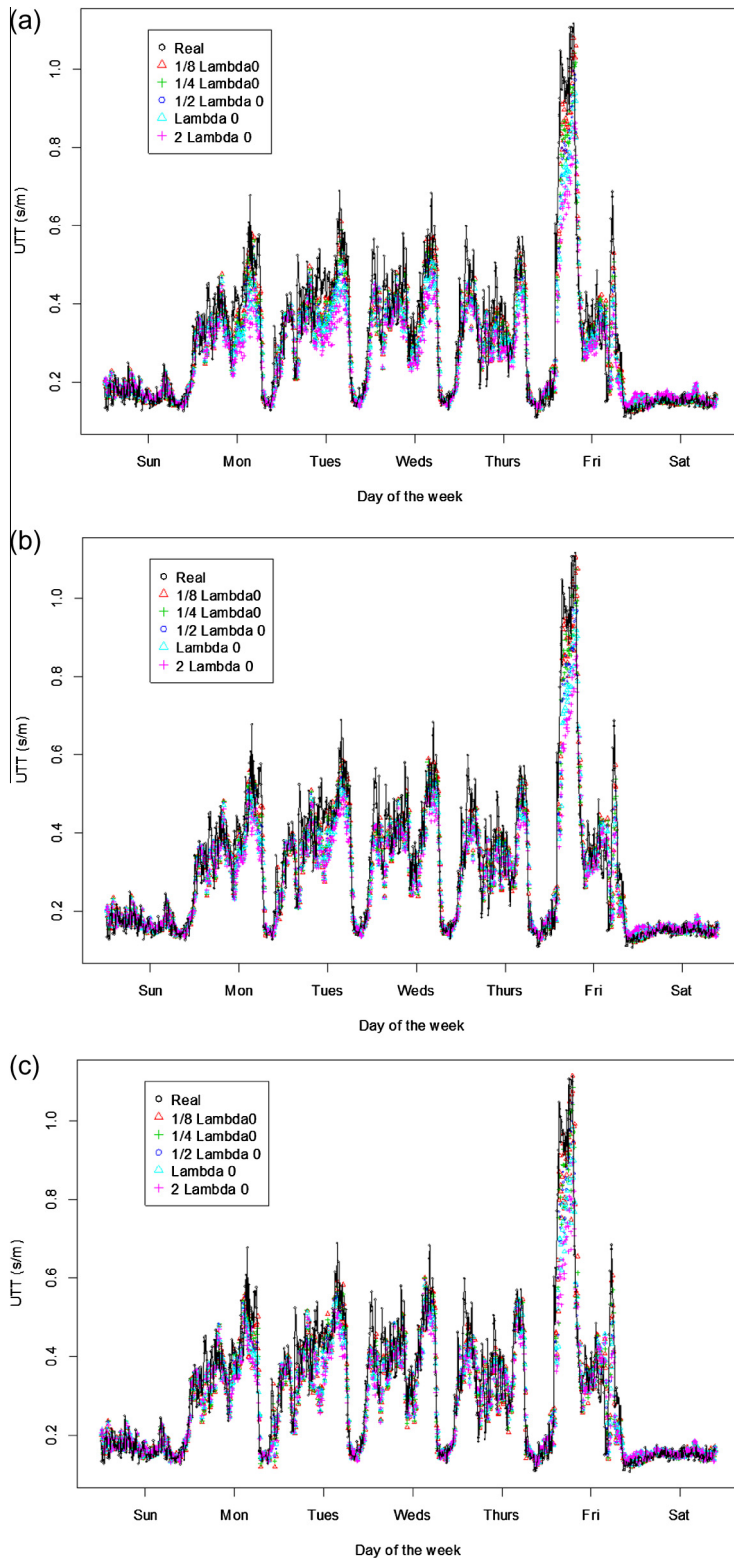 (a)
Real
1/8 Lambda0
1/4 Lambda0
1/2 Lambda 0
Lambda 0
2 Lambda 0
UTT (s/m)
1.0
0.8
0.6
0.4
0.2
Sun Mon Tues Weds Thurs Fri Sat
Day of the week
(b)
Real
1/8 Lambda0
1/4 Lambda0
1/2 Lambda 0
Lambda 0
2 Lambda 0
UTT (s/m)
1.0
0.8
0.6
0.4
0.2
Sun Mon Tues Weds Thurs Fri Sat
Day of the week
(c)
Real
1/8 Lambda0
1/4 Lambda0
1/2 Lambda 0
Lambda 0
2 Lambda 0
UTT (s/m)
1.0
0.8
0.6
0.4
0.2
Sun Mon Tues Weds Thurs Fri Sat
Day of the week